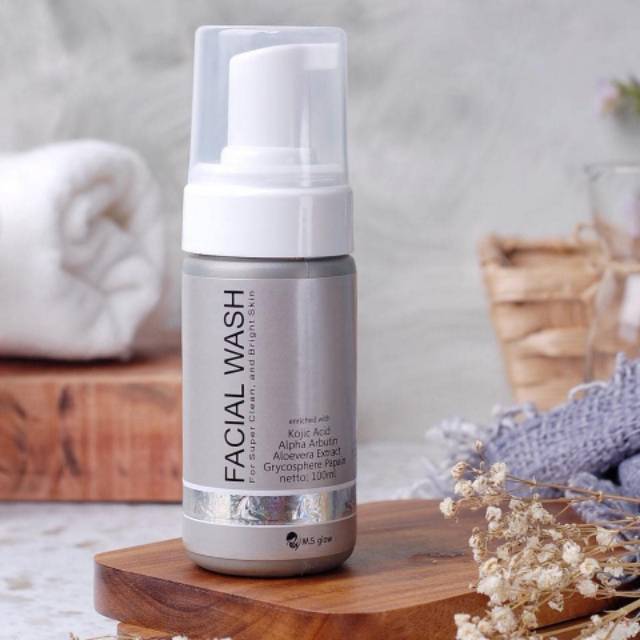 FACIAL WASH
For Super Clean, and Bright Skin
enriched with
Kojic Acid
Alpha Arbutin
Aloevera Extract
Grycosphere Papain
netto: 100mL
MS glow